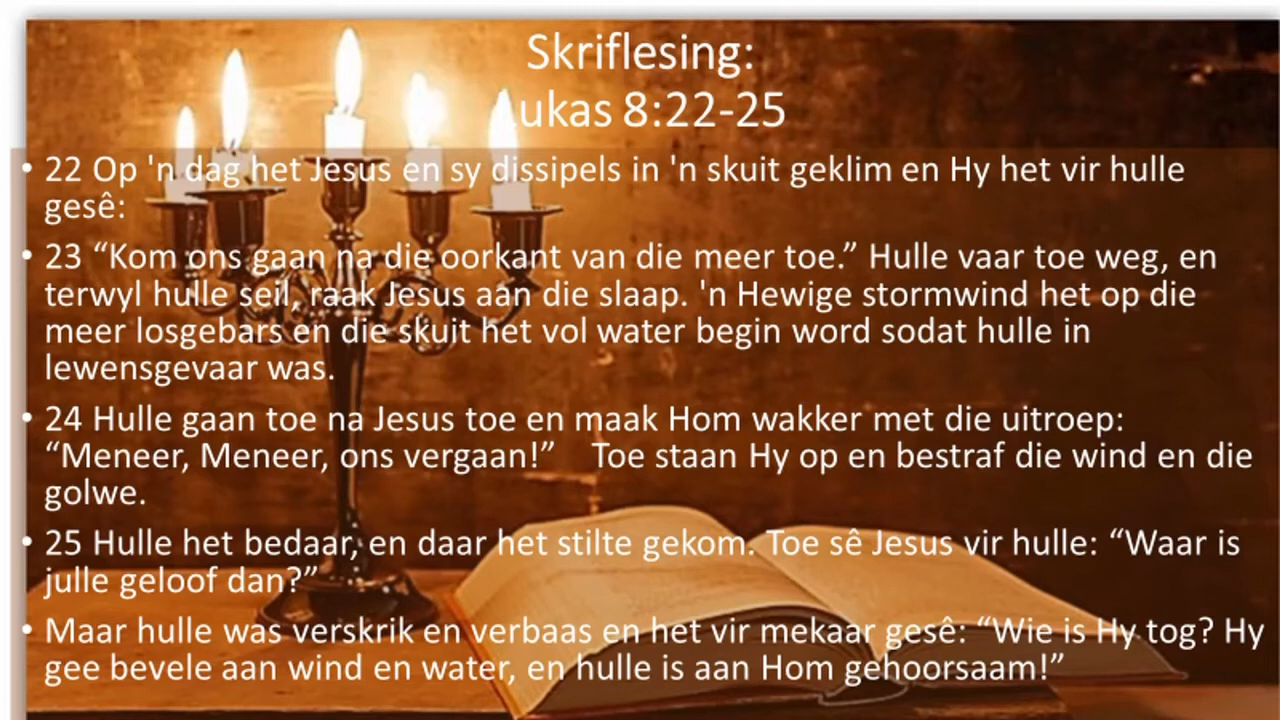 Skriflesing:
Lukas 8:22-25
• 22 Op 'n dag het Jesus en sy dissipels in 'n skuit geklim en Hy het vir hulle
gesê:
• 23 “Kom ons gaan na die oorkant van die meer toe.” Hulle vaar toe weg, en
terwyl hulle seil, raak Jesus aan die slaap. 'n Hewige stormwind het op die
meer losgebars en die skuit het vol water begin word sodat hulle in
lewensgevaar was.
• 24 Hulle gaan toe na Jesus toe en maak Hom wakker met die uitroep:
“Meneer, Meneer, ons vergaan!” Toe staan Hy op en bestraf die wind en die
golwe.
• 25 Hulle het bedaar, en daar het stilte gekom. Toe sê Jesus vir hulle: “Waar is
julle geloof dan?”
• Maar hulle was verskrik en verbaas en het vir mekaar gesê: “Wie is Hy tog? Hy
gee bevele aan wind en water, en hulle is aan Hom gehoorsaam!”